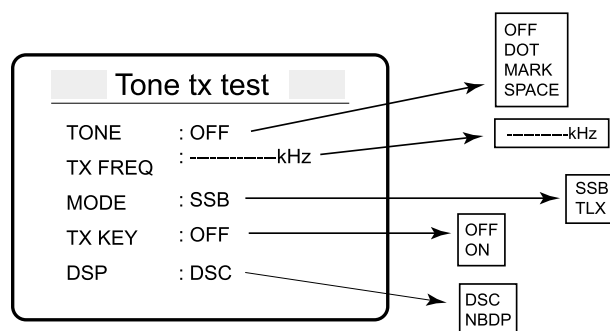 Tone tx test
TONE : OFF
TX FREQ : ------------kHz
MODE : SSB
TX KEY : OFF
DSP : DSC
OFF
DOT
MARK
SPACE
------------kHz
SSB
TLX
OFF
ON
DSC
NBDP